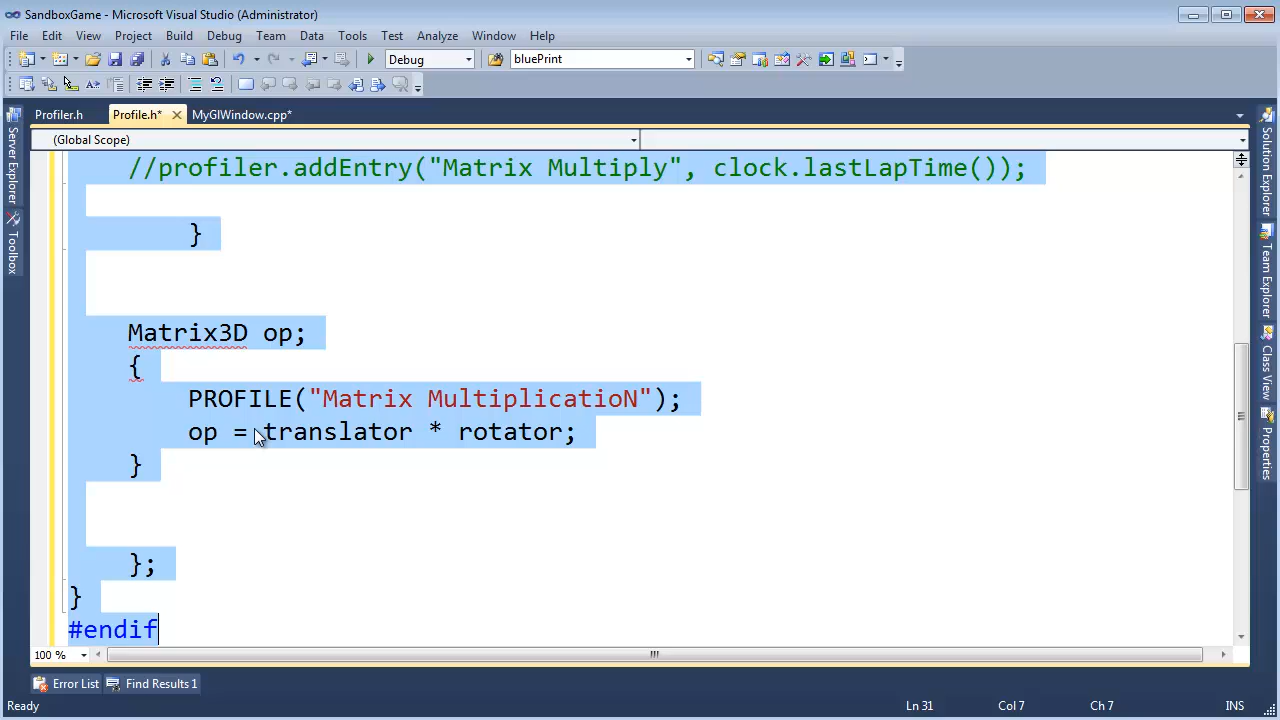 SandboxGame - Microsoft Visual Studio (Administrator)
File Edit View Project Build Debug Team Data Tools Test Analyze Window Help
Debug bluePrint
Profiler.h Profile.h* MyGlWindow.cpp*
(Global Scope)
//profiler.addEntry("Matrix Multiply", clock.lastLapTime());
}
Matrix3D op;
{
PROFILE("Matrix MultiplicatioN");
op = translator * rotator;
}
};
}
#endif
100 %
Error List Find Results 1
Ready Ln 31 Col 7 Ch 7 INS
Server Explorer
Toolbox
Solution Explorer
Team Explorer
Class View
Properties